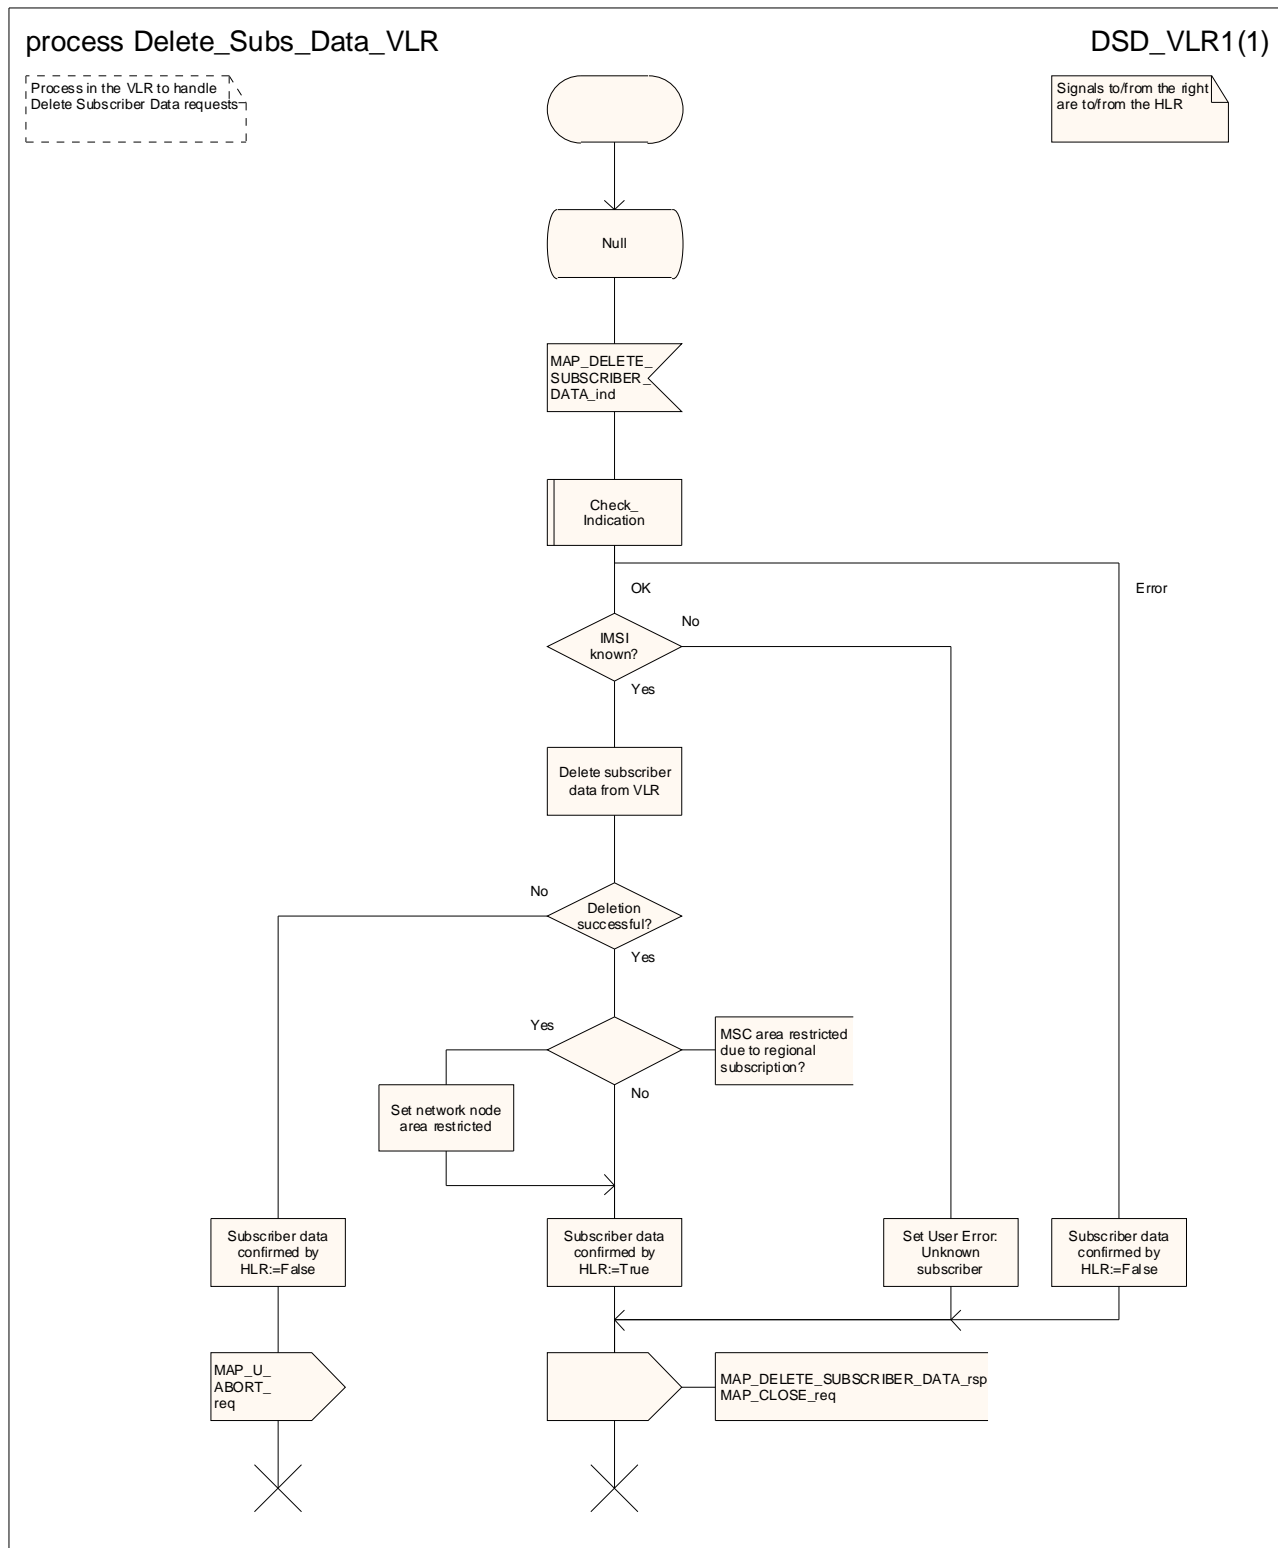 process Delete_Subs_Data_VLR
DSD_VLR1(1)
Process in the VLR to handle
Delete Subscriber Data requests
Signals to/from the right
are to/from the HLR
Null
MAP_DELETE_
SUBSCRIBER_
DATA_ind
Check_
Indication
OK
Error
IMSI
known?
No
Yes
Delete subscriber
data from VLR
No
Deletion
successful?
Yes
Yes
MSC area restricted
due to regional
subscription?
No
Set network node
area restricted
Subscriber data
confirmed by
HLR:=False
Subscriber data
confirmed by
HLR:=True
Set User Error:
Unknown
subscriber
Subscriber data
confirmed by
HLR:=False
MAP_U_
ABORT_
req
MAP_DELETE_SUBSCRIBER_DATA_rsp
MAP_CLOSE_req